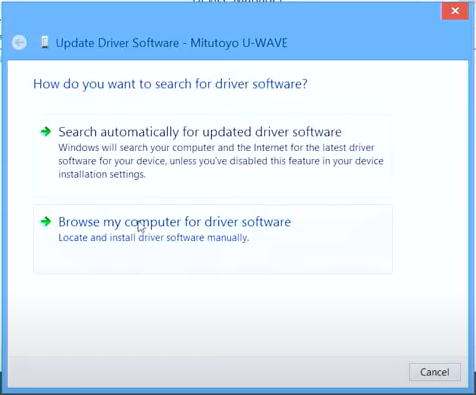 Update Driver Software - Mitutoyo U-WAVE
How do you want to search for driver software?
Search automatically for updated driver software
Windows will search your computer and the Internet for the latest driver
software for your device, unless you've disabled this feature in your device
installation settings.
Browse my computer for driver software
Locate and install driver software manually.
Cancel